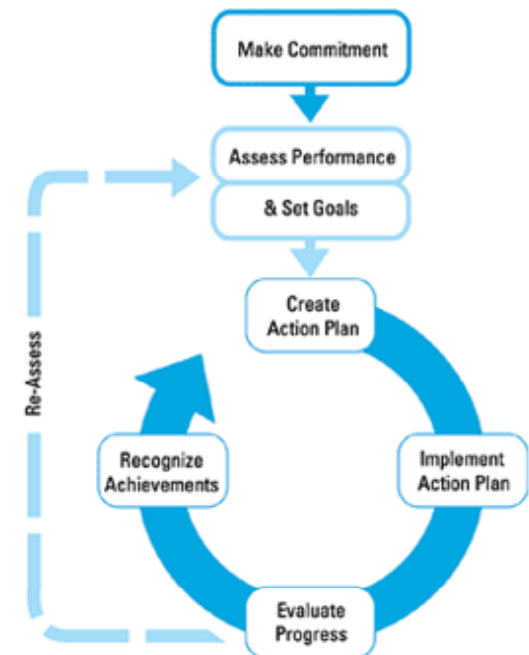 Make Commitment
Assess Performance
& Set Goals
Create
Action Plan
Re-Assess
Recognize
Achievements
Implement
Action Plan
Evaluate
Progress